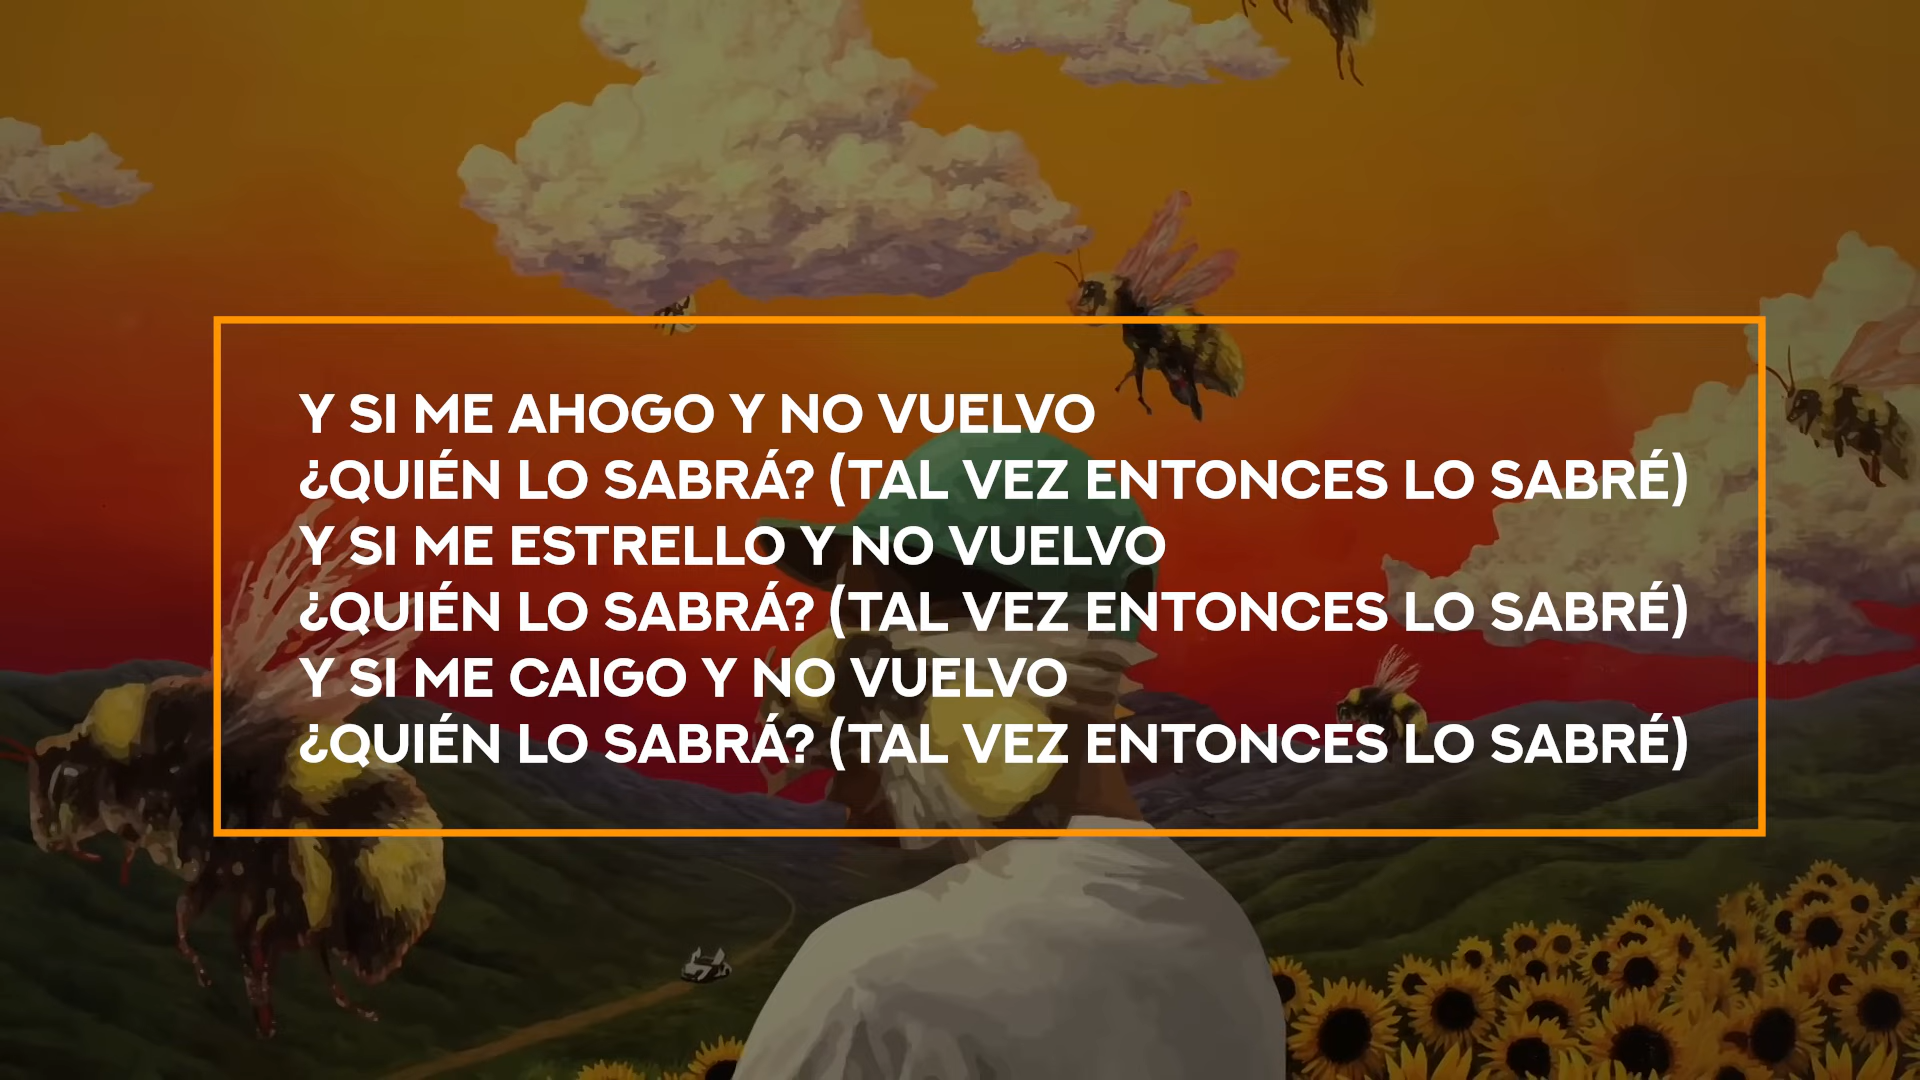 Y SI ME AHOGO Y NO VUELVO
¿QUIÉN LO SABRÁ? (TAL VEZ ENTONCES LO SABRÉ)
Y SI ME ESTRELLO Y NO VUELVO
¿QUIÉN LO SABRÁ? (TAL VEZ ENTONCES LO SABRÉ)
Y SI ME CAIGO Y NO VUELVO
¿QUIÉN LO SABRÁ? (TAL VEZ ENTONCES LO SABRÉ)